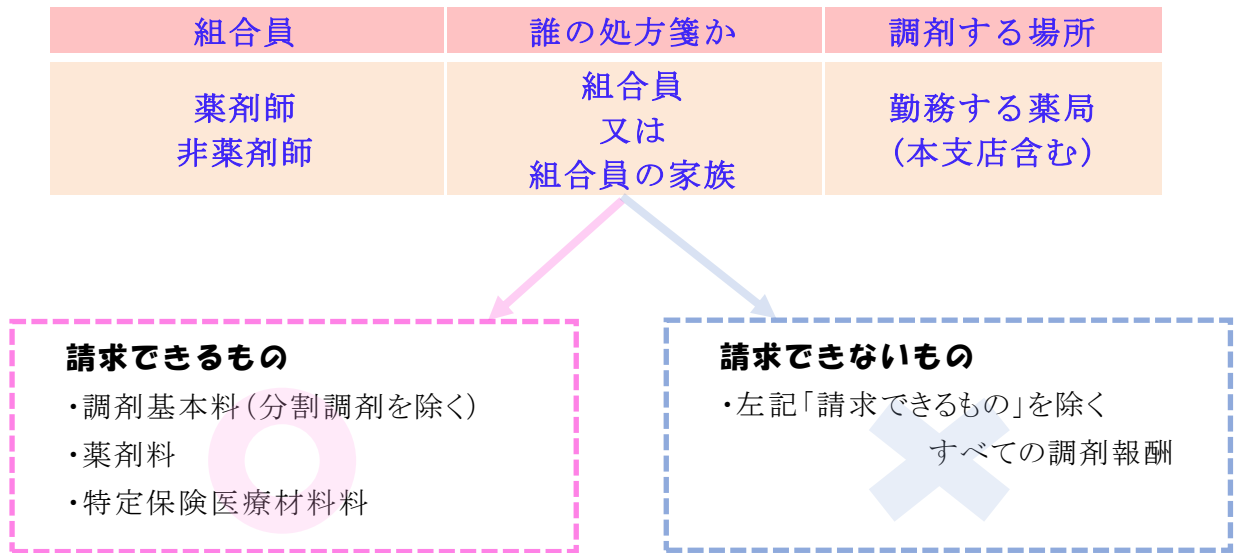 組合員 誰の処方箋か 調剤する場所
薬剤師
非薬剤師
組合員
又は
組合員の家族
勤務する薬局
(本支店含む)
請求できるもの
・調剤基本料(分割調剤を除く)
・薬剤料
・特定保険医療材料料
請求できないもの
・左記「請求できるもの」を除く
すべての調剤報酬